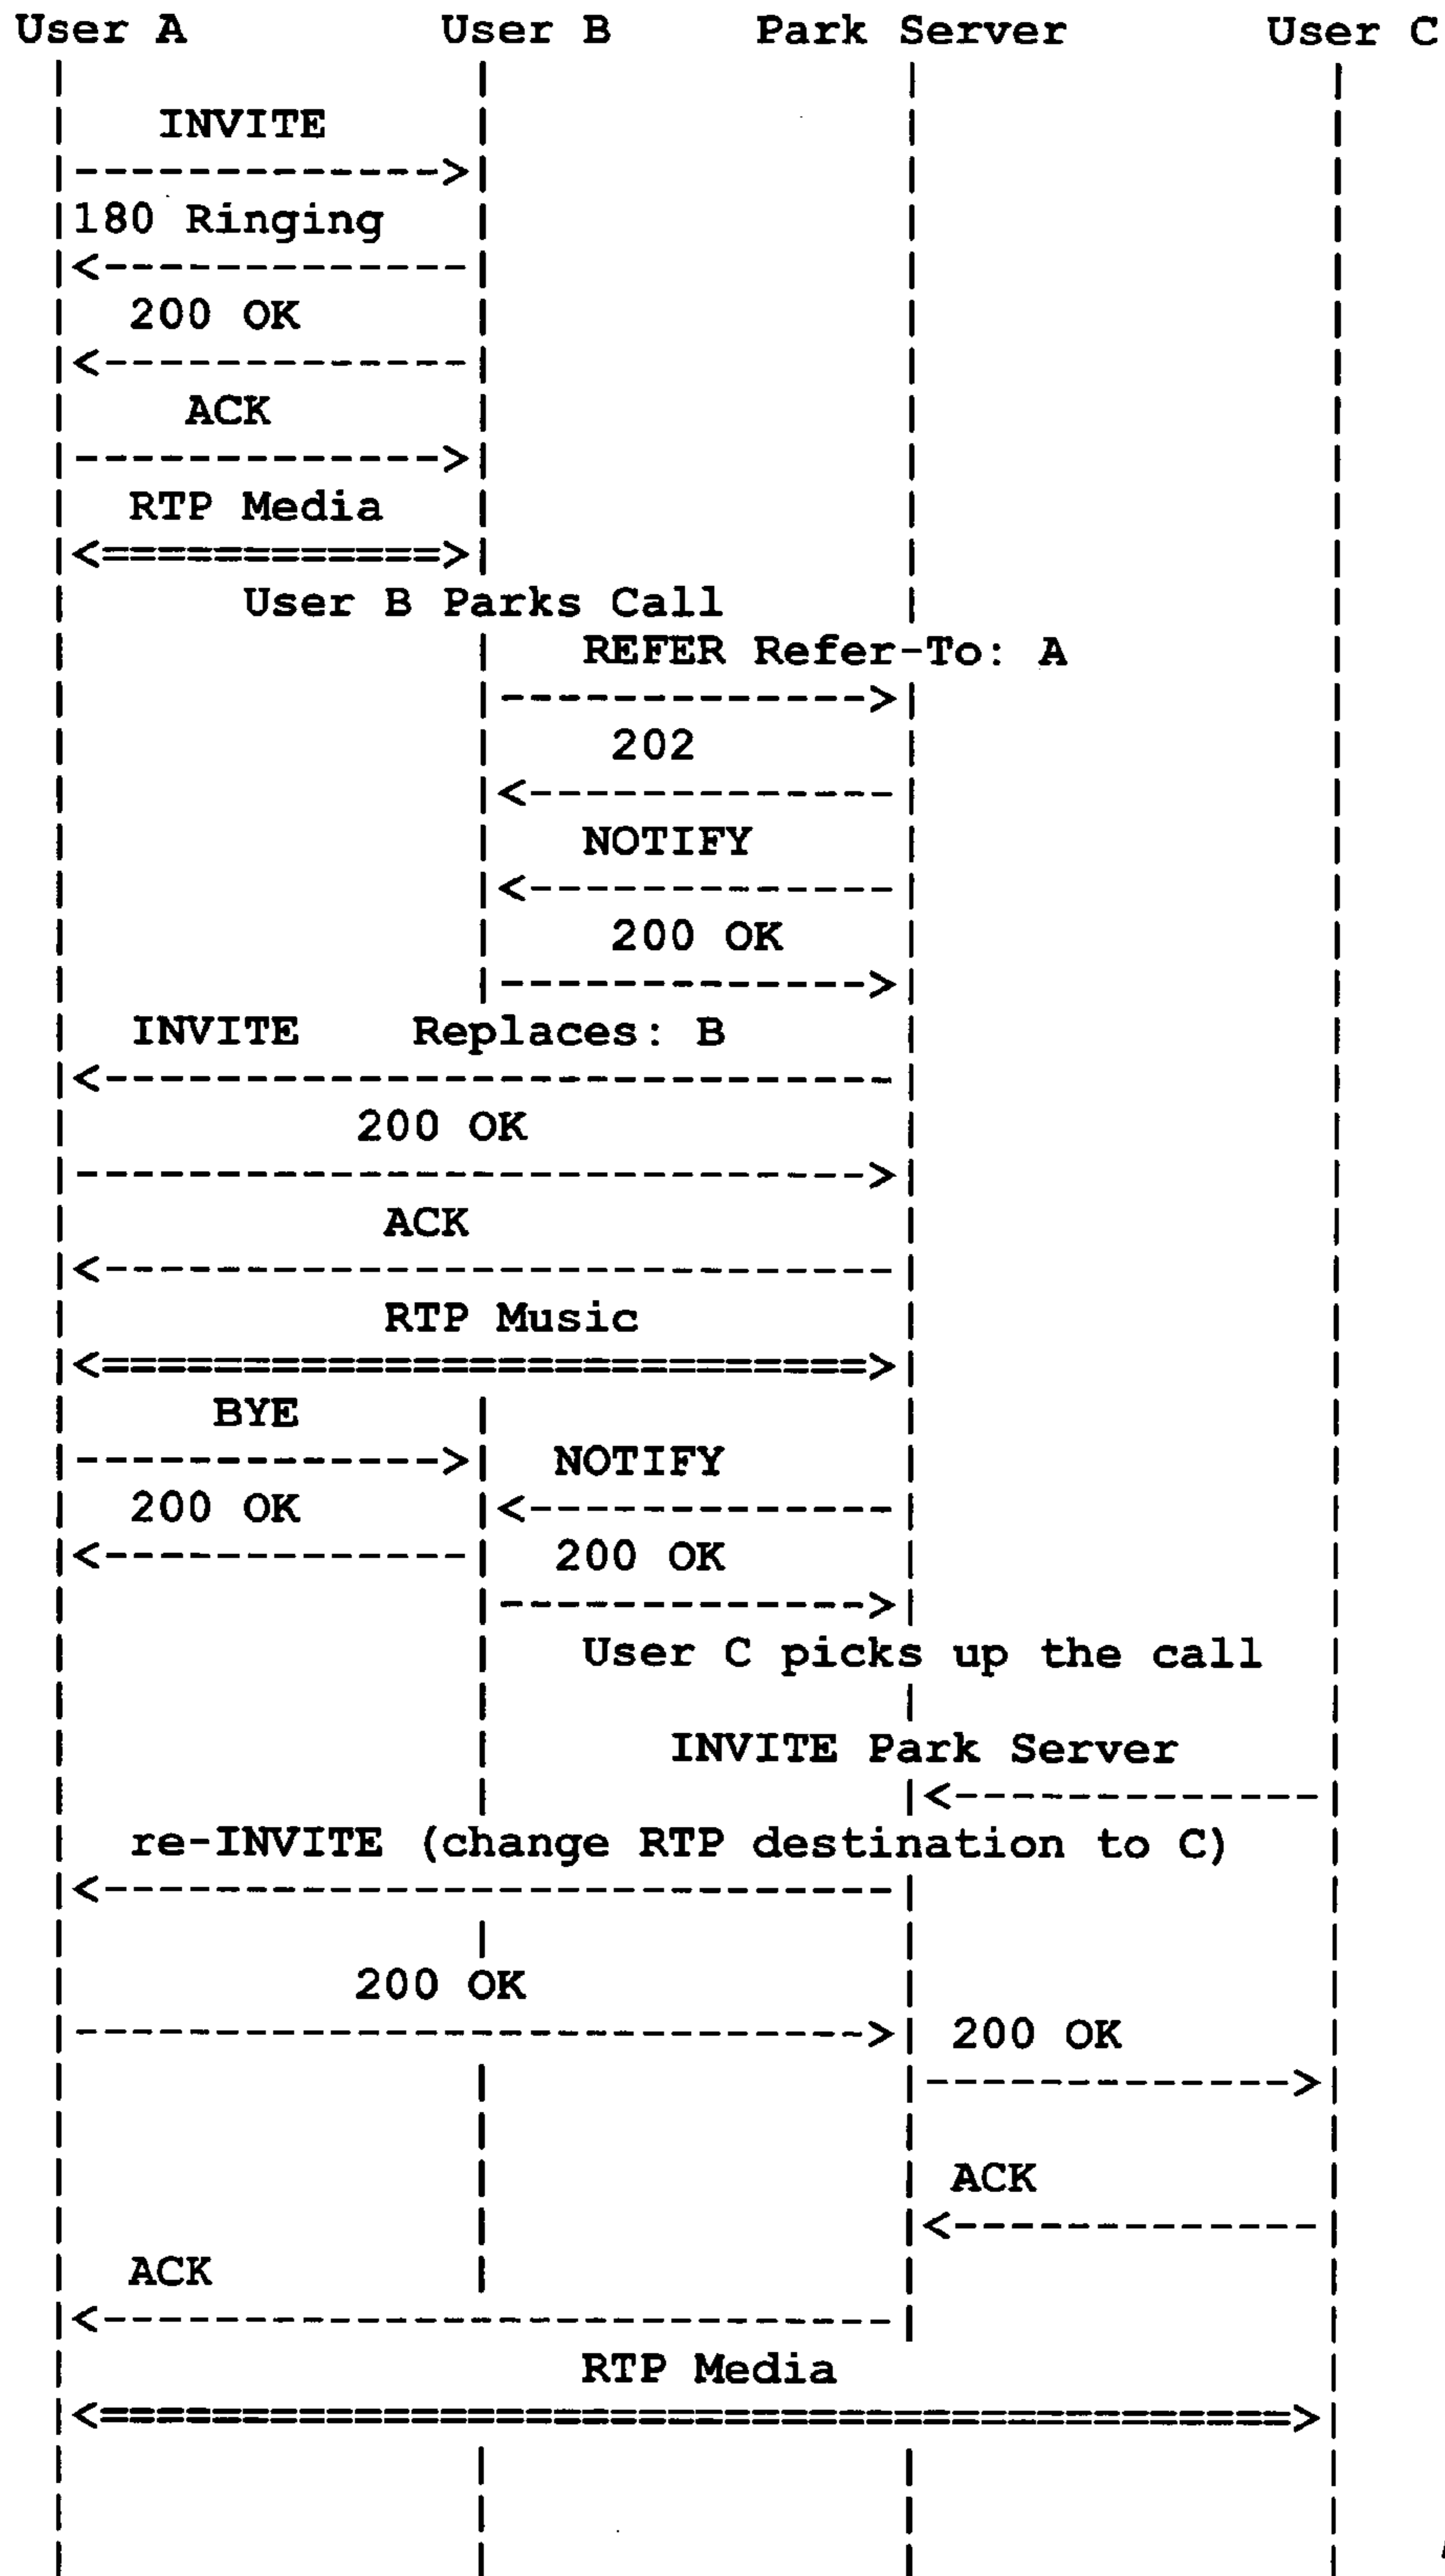 User A User B Park Server User C
INVITE
180 Ringing
200 OK
ACK
RTP Media
User B Parks Call
REFER Refer-To: A
202
NOTIFY
200 OK
INVITE Replaces: B
200 OK
ACK
RTP Music
BYE
NOTIFY
200 OK
200 OK
User C picks up the call
INVITE Park Server
re-INVITE (change RTP destination to C)
200 OK
200 OK
ACK
ACK
RTP Media